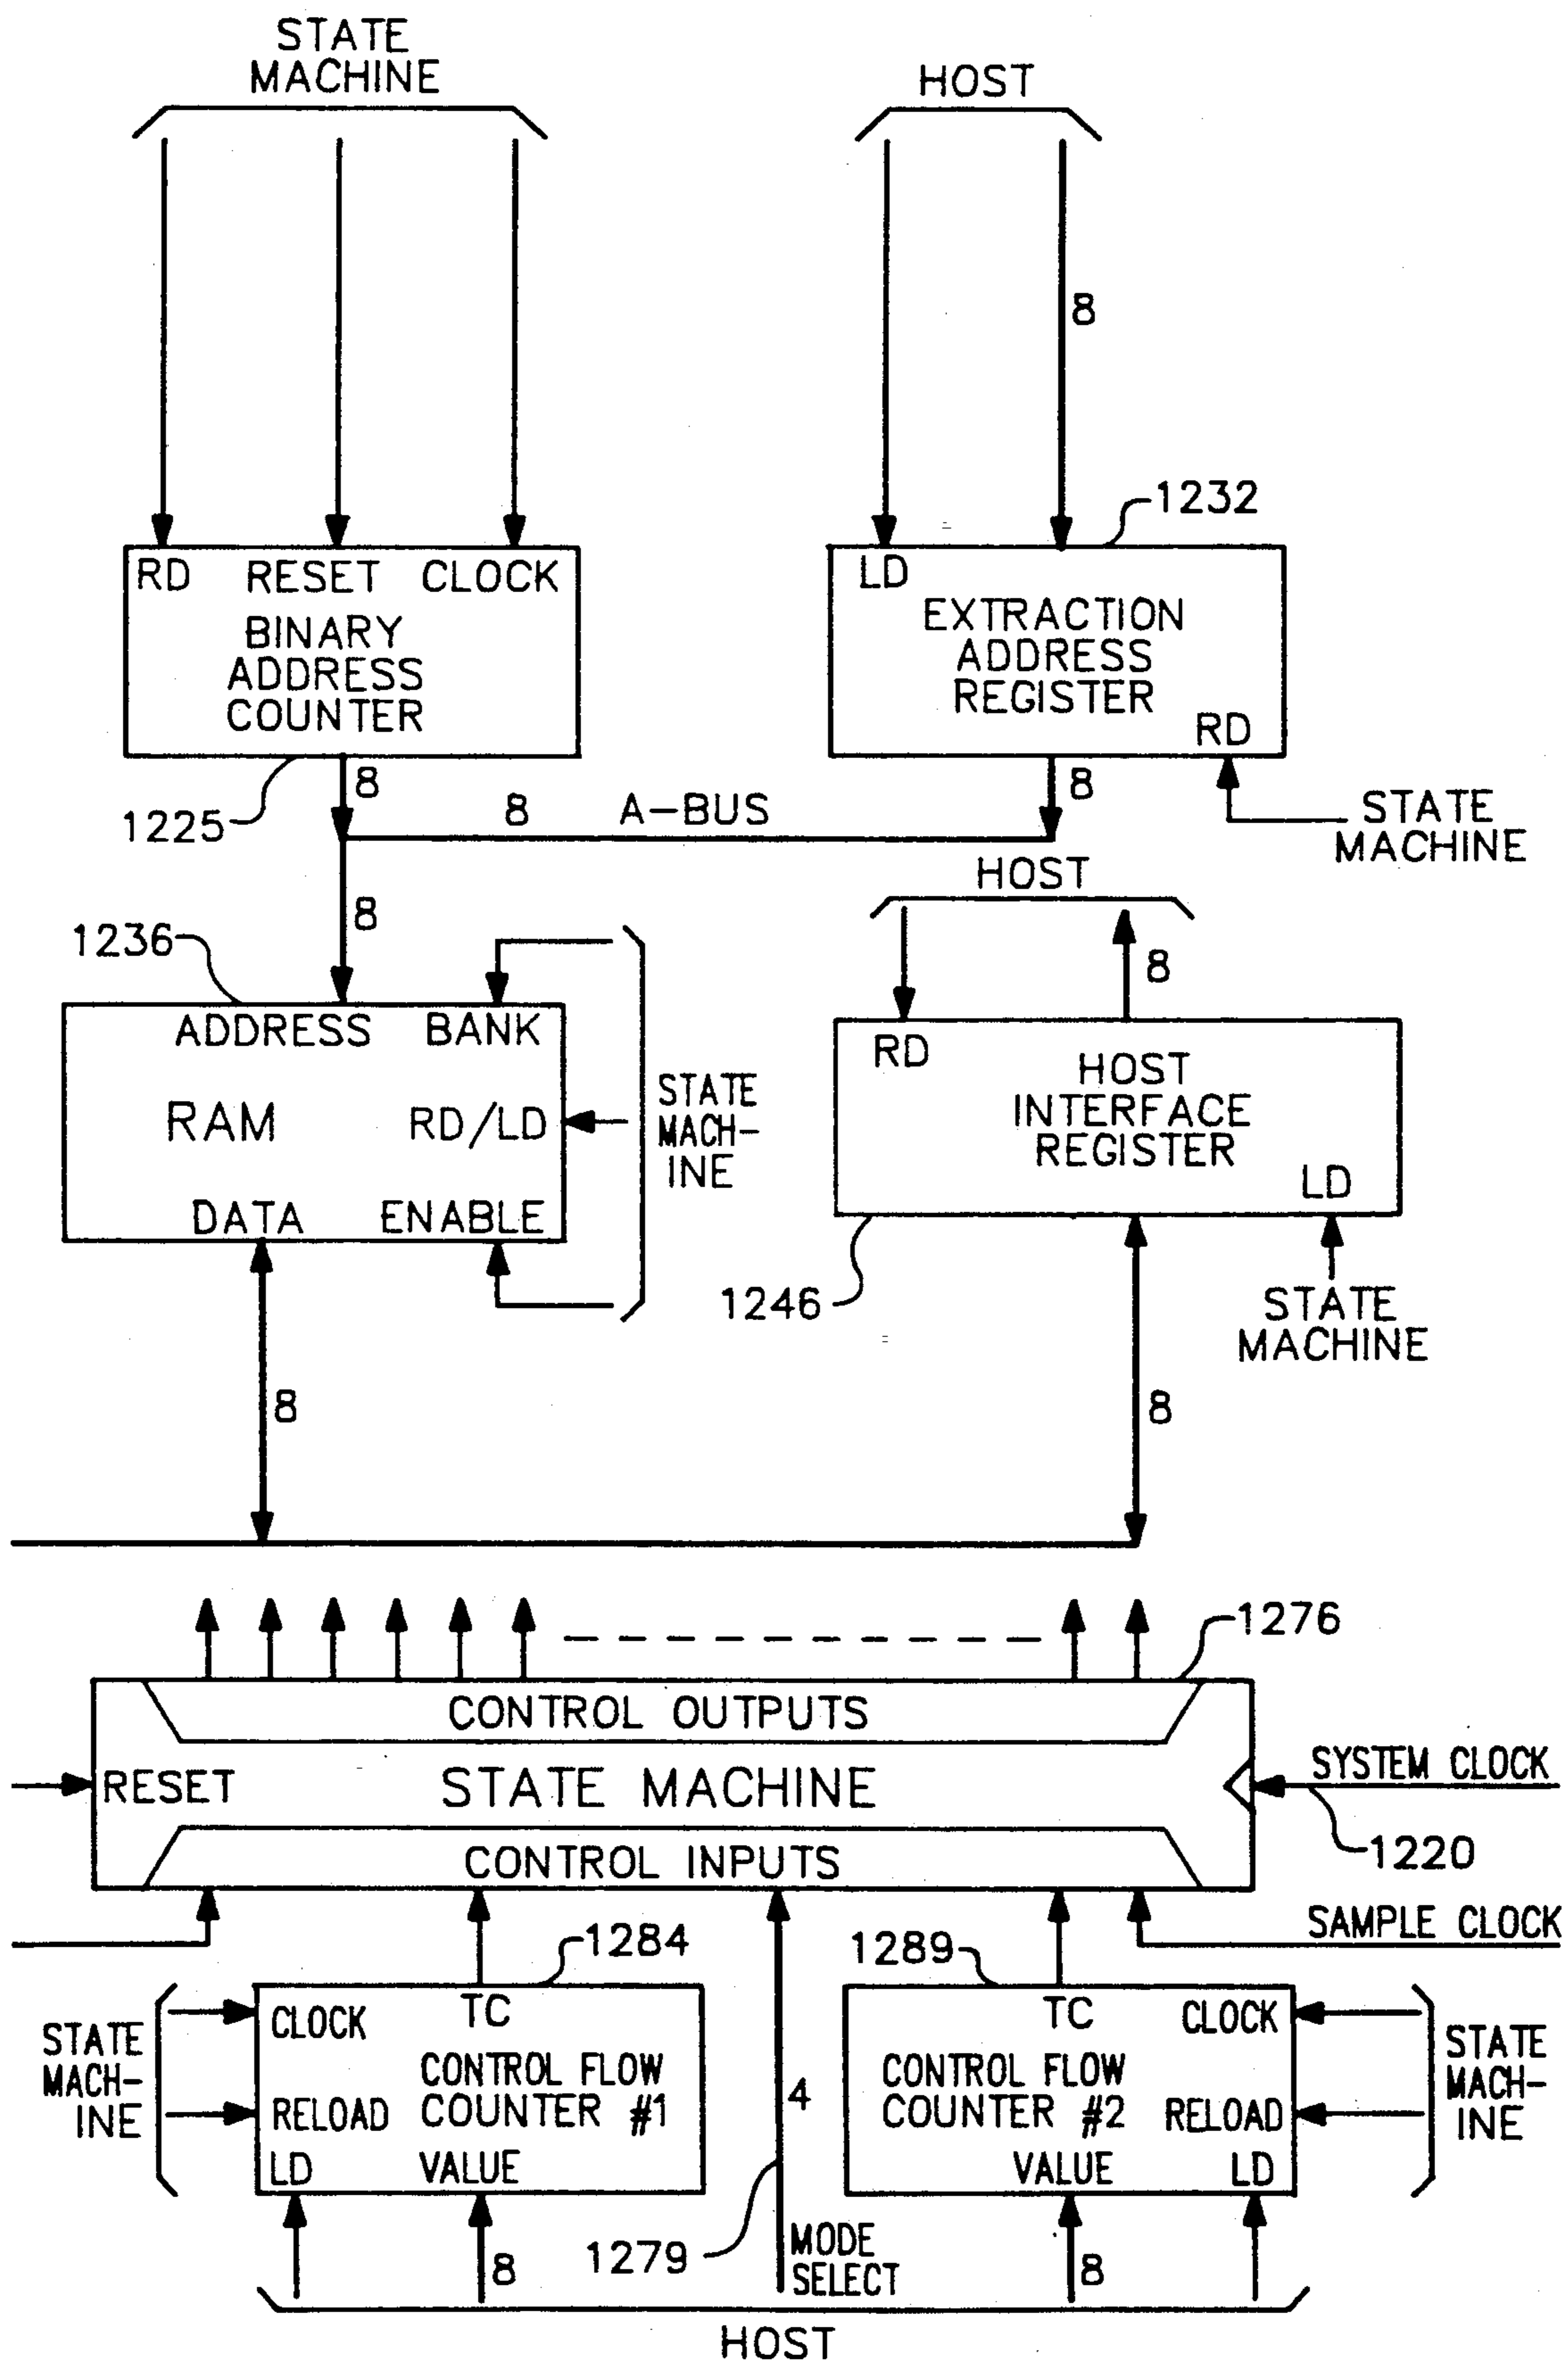 STATE
MACHINE
HOST
8
1232
RD RESET CLOCK
BINARY
ADDRESS
COUNTER
LD
EXTRACTION
ADDRESS
REGISTER
RD
8
8
1225
8 A-BUS
STATE
MACHINE
HOST
8
8
1236
ADDRESS BANK
RAM RD/LD
DATA ENABLE
STATE
MACH-
INE
RD
HOST
INTERFACE
REGISTER
LD
1246
STATE
MACHINE
8
8
1276
CONTROL OUTPUTS
RESET STATE MACHINE
SYSTEM CLOCK
CONTROL INPUTS
1220
SAMPLE CLOCK
1284
1289
STATE
MACH-
INE
CLOCK TC
CONTROL FLOW
COUNTER #1
RELOAD
LD VALUE
4
TC CLOCK
CONTROL FLOW
COUNTER #2
RELOAD
VALUE LD
STATE
MACH-
INE
8
1279
MODE
SELECT
8
HOST